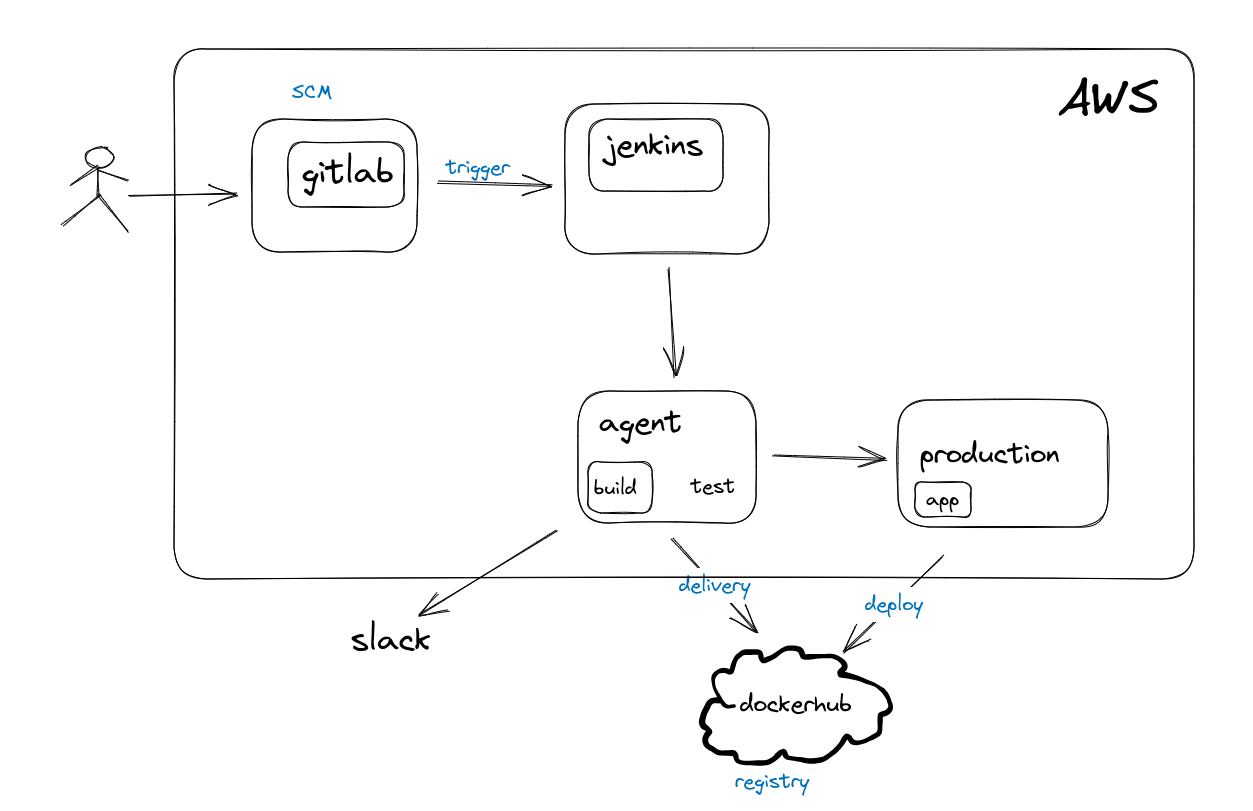 SCM
AWS
gitlab
trigger
jenkins
agent
build
test
production
app
delivery
deploy
slack
dockerhub
registry